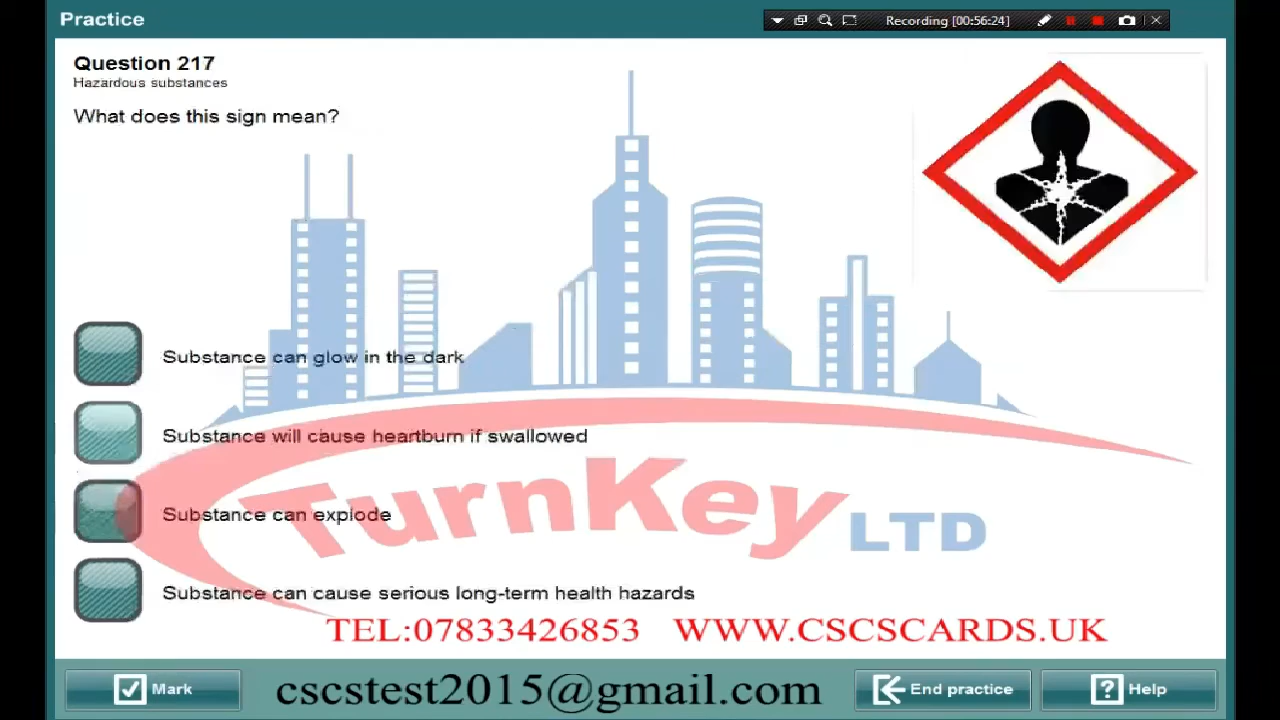 Practice
Recording [00:56:24]
Question 217
Hazardous substances
What does this sign mean?
Substance can glow in the dark
Substance will cause heartburn if swallowed
Substance can explode
Substance can cause serious long-term health hazards
TurnKey LTD
TEL:07833426853 WWW.CSCSCARDS.UK
Mark
cscstest2015@gmail.com
End practice
Help